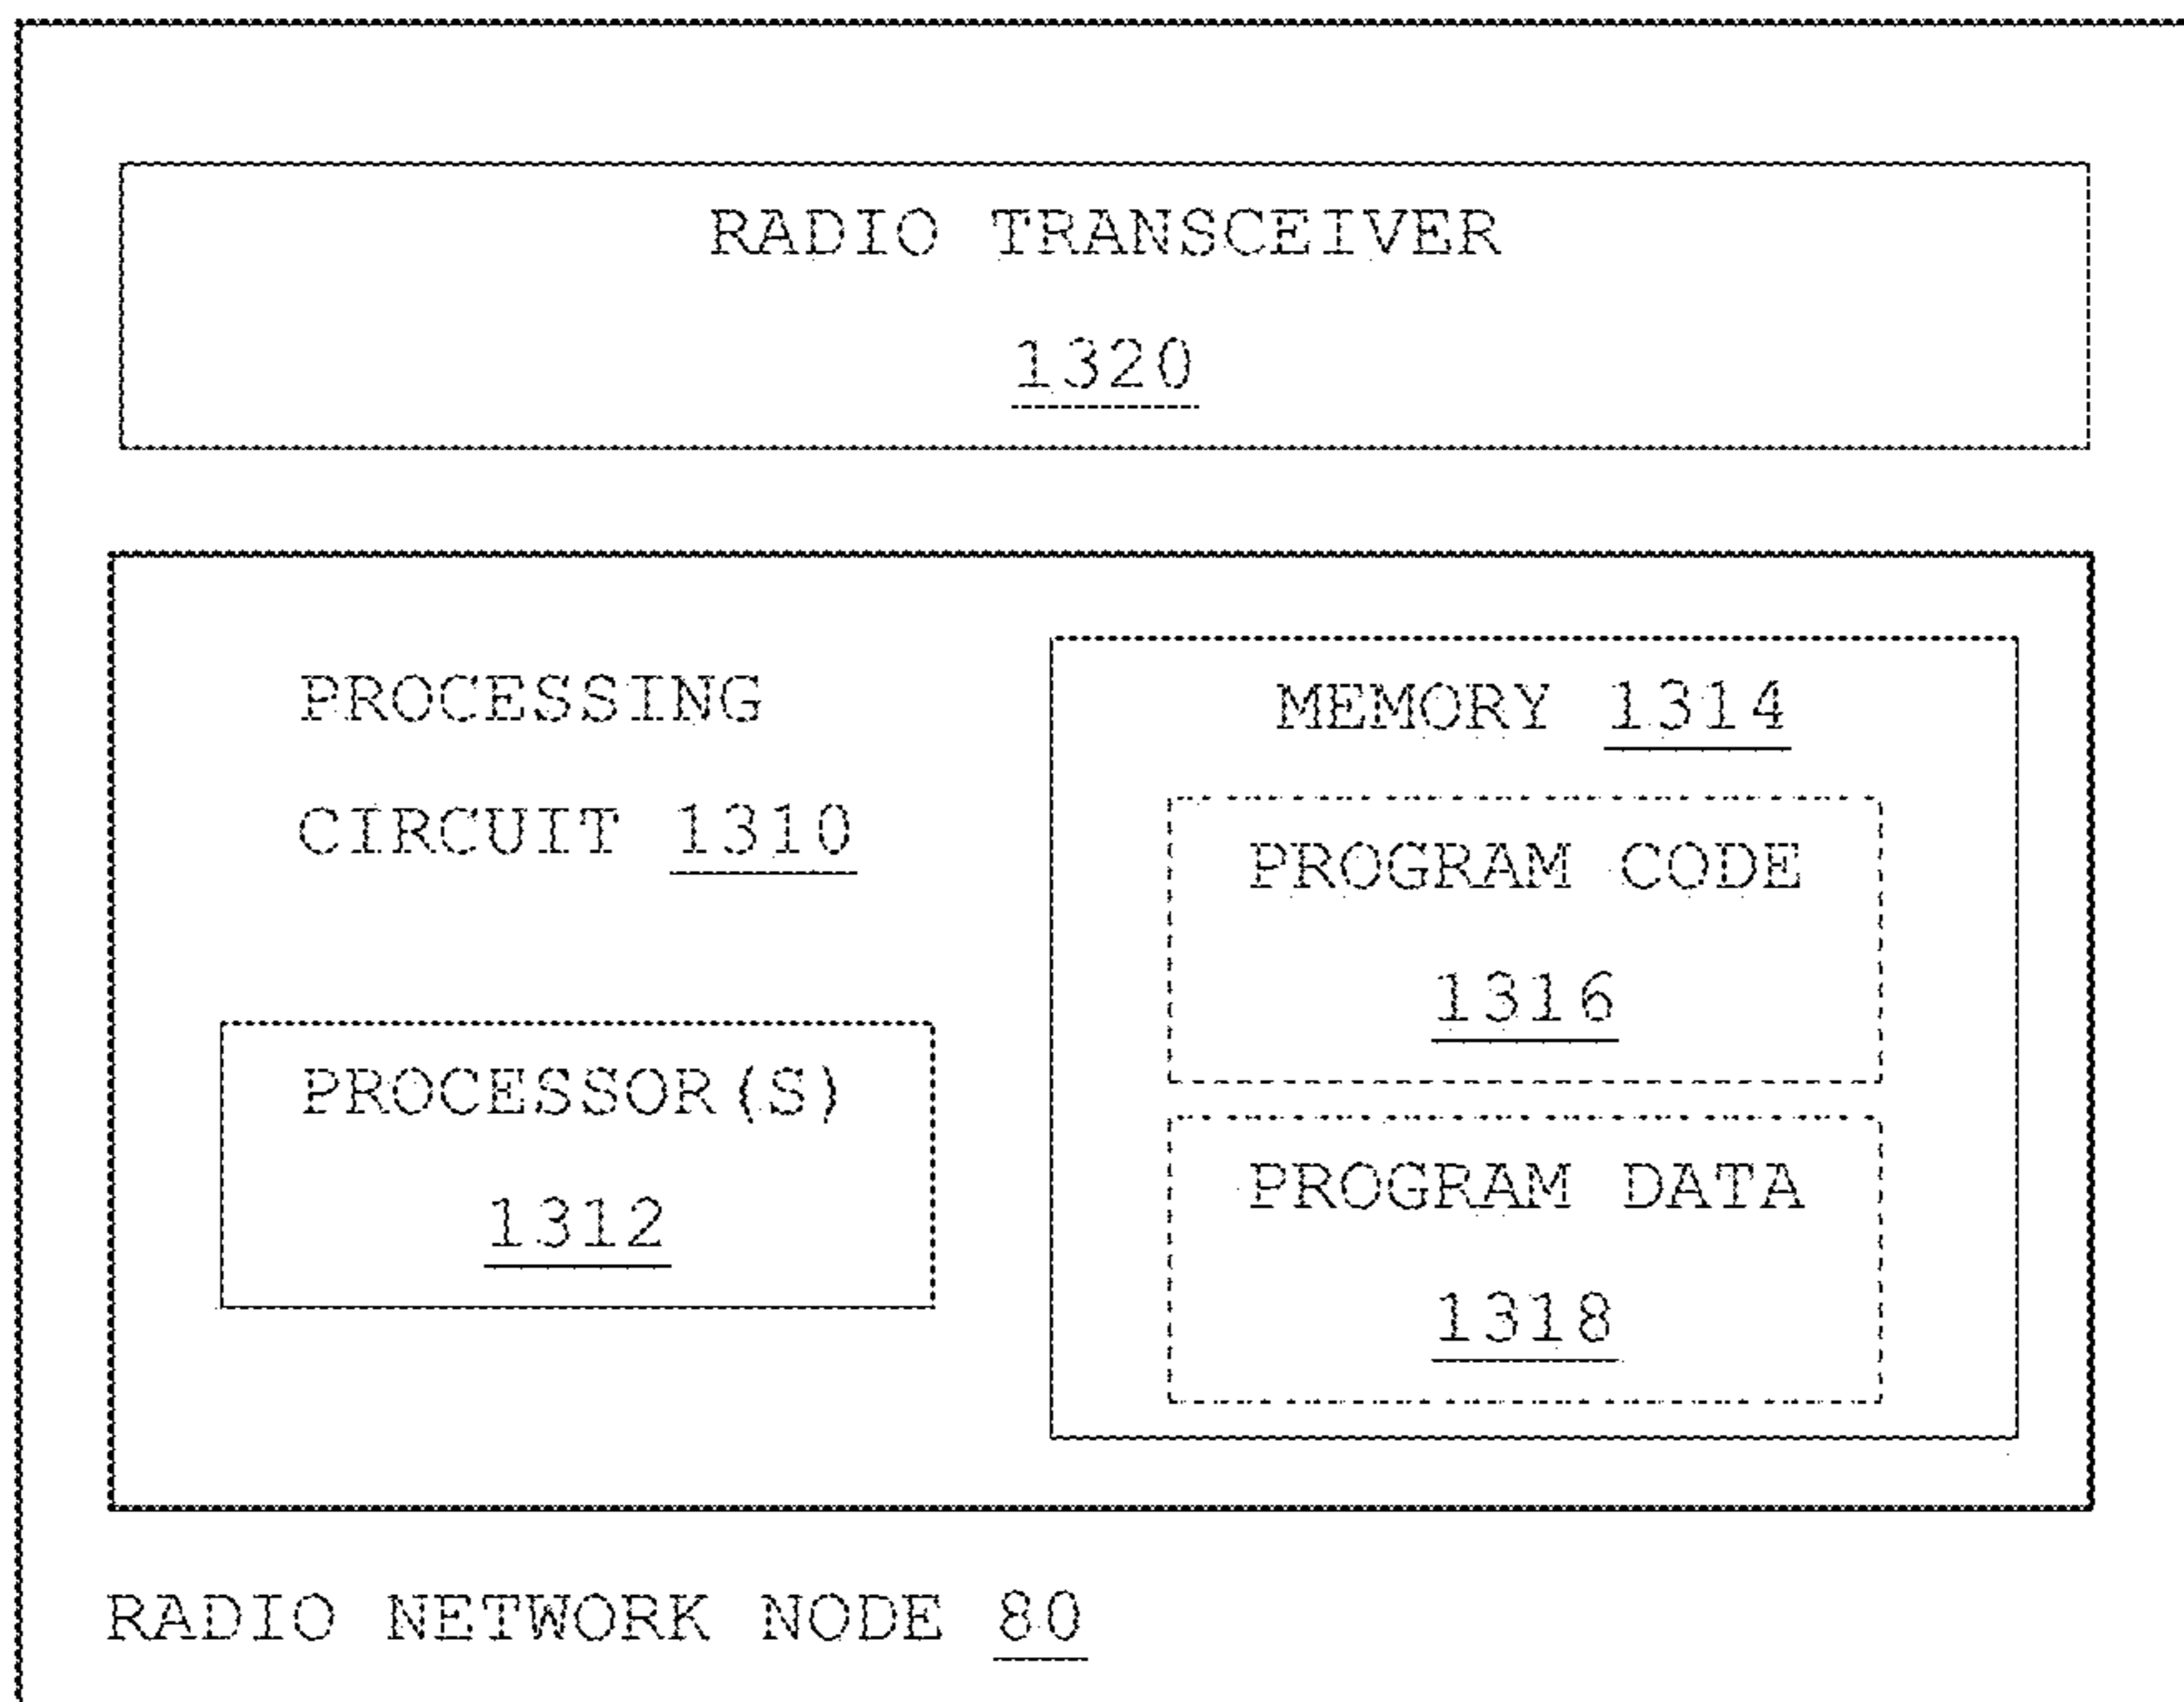 RADIO TRANSCEIVER
1320
PROCESSING
CIRCUIT 1310
PROCESSOR(S)
1312
MEMORY 1314
PROGRAM CODE
1316
PROGRAM DATA
1318
RADIO NETWORK NODE 80